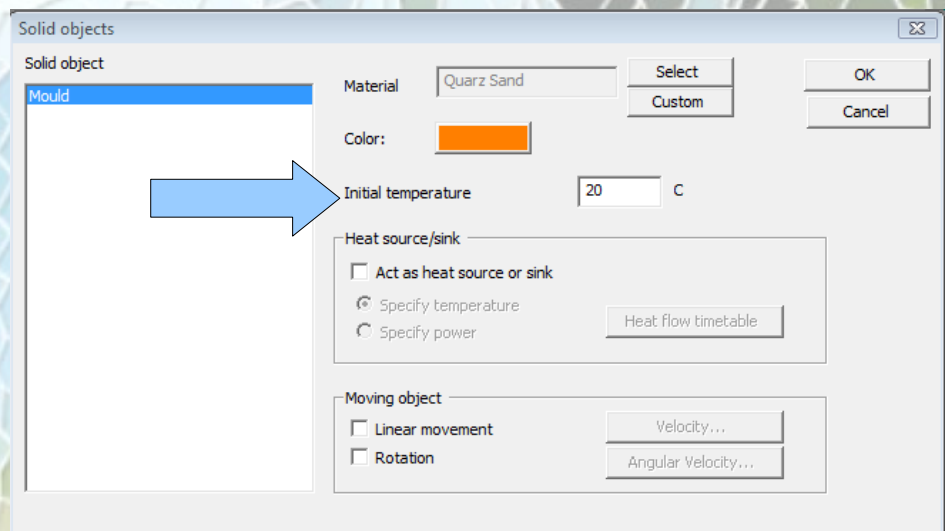 Solid objects
Solid object
Mould
Material
Quarz Sand
Select
Custom
OK
Cancel
Color:
Initial temperature
20
C
Heat source/sink
Act as heat source or sink
Specify temperature
Specify power
Heat flow timetable
Moving object
Linear movement
Rotation
Velocity...
Angular Velocity...